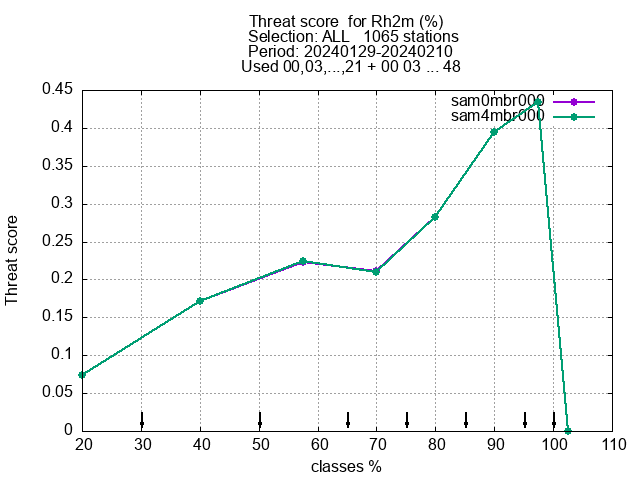 Threat score  for Rh2m (%)
Selection: ALL   1065 stations
Period: 20240129-20240210
Used 00,03,...,21 + 00 03 ... 48
sam0mbr000
sam4mbr000
Threat score
0.45
0.4
0.35
0.3
0.25
0.2
0.15
0.1
0.05
0
20 30 40 50 60 70 80 90 100 110
classes %